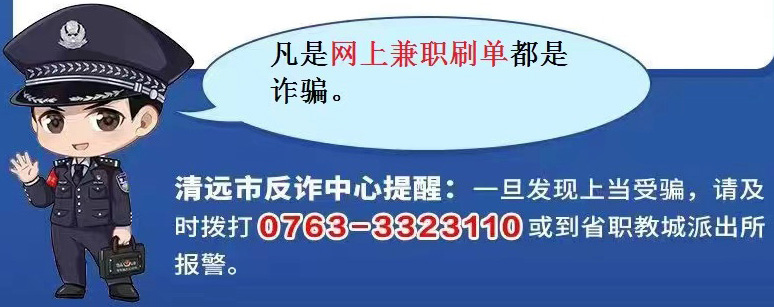 凡是网上兼职刷单都是
诈骗。
清远市反诈中心提醒：一旦发现上当受骗，请及
时拨打0763-3323110或到省职教城派出所
报警。